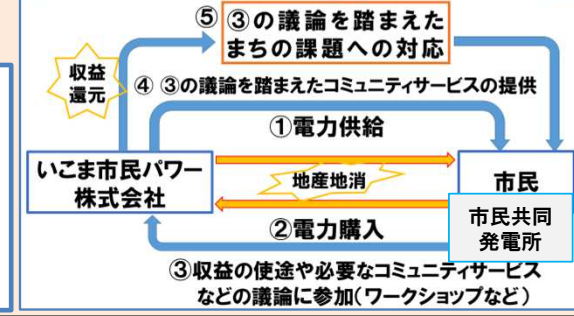 ⑤ ③の議論を踏まえた
まちの課題への対応
収益
還元
④ ③の議論を踏まえたコミュニティサービスの提供
①電力供給
いこま市民パワー
株式会社
地産地消
市民
市民共同
発電所
②電力購入
③収益の使途や必要なコミュニティサービス
などの議論に参加(ワークショップなど)